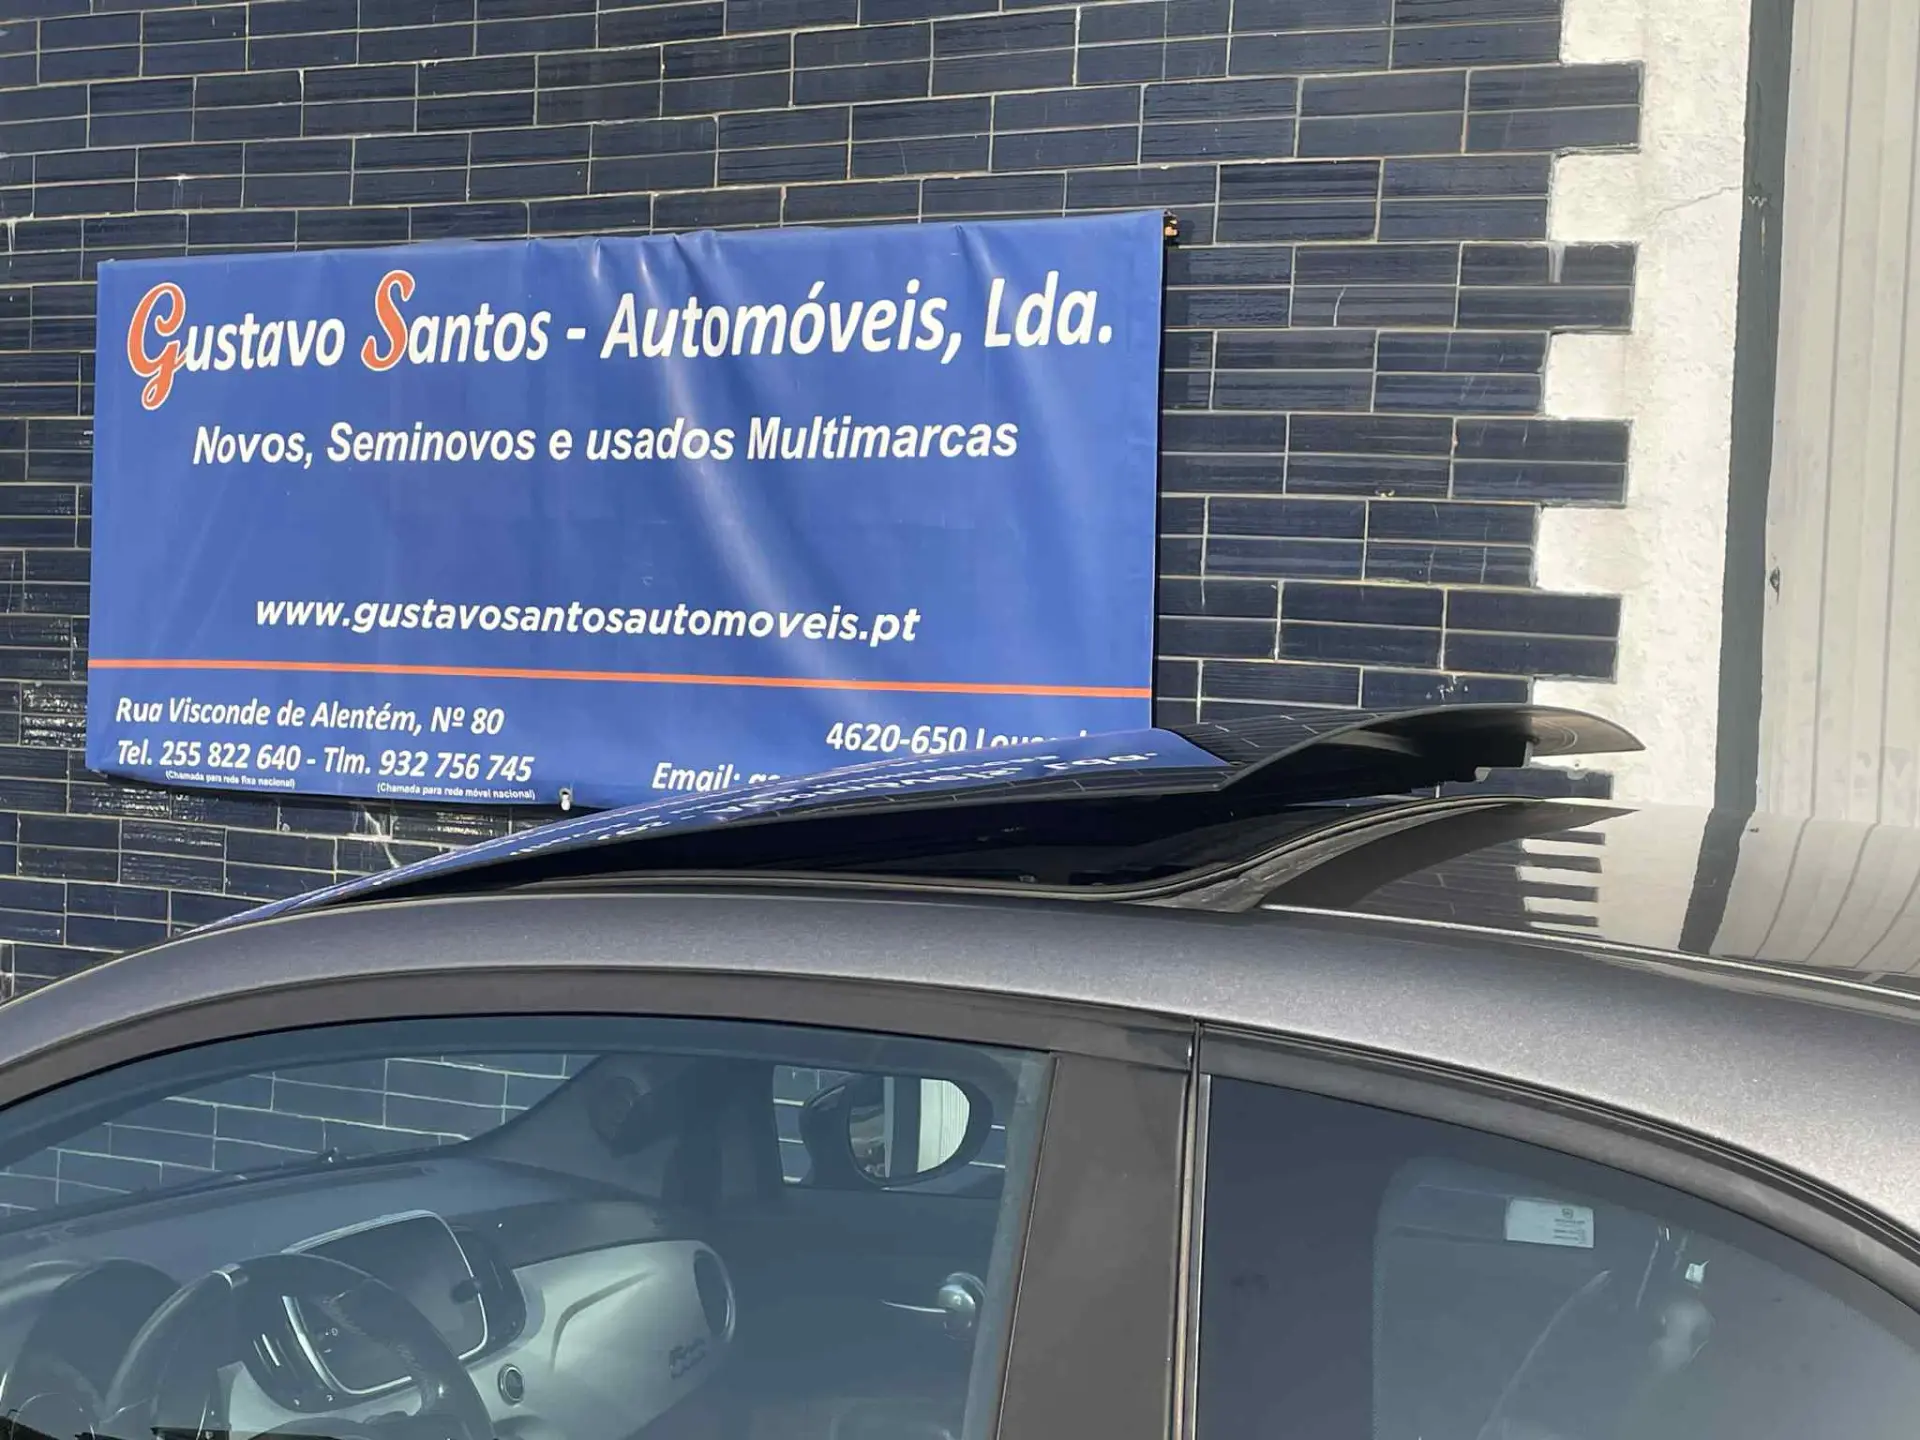 Gustavo Santos - Automóveis, Lda.
Novos, Seminovos e usados Multimarcas
www.gustavosantosautomoveis.pt
Rua Visconde de Alentém, Nº 80
4620-650
Tel. 255 822 640 - Tlm. 932 756 745
Email:
(Chamada para rede fixa nacional)
(Chamada para rede móvel nacional)